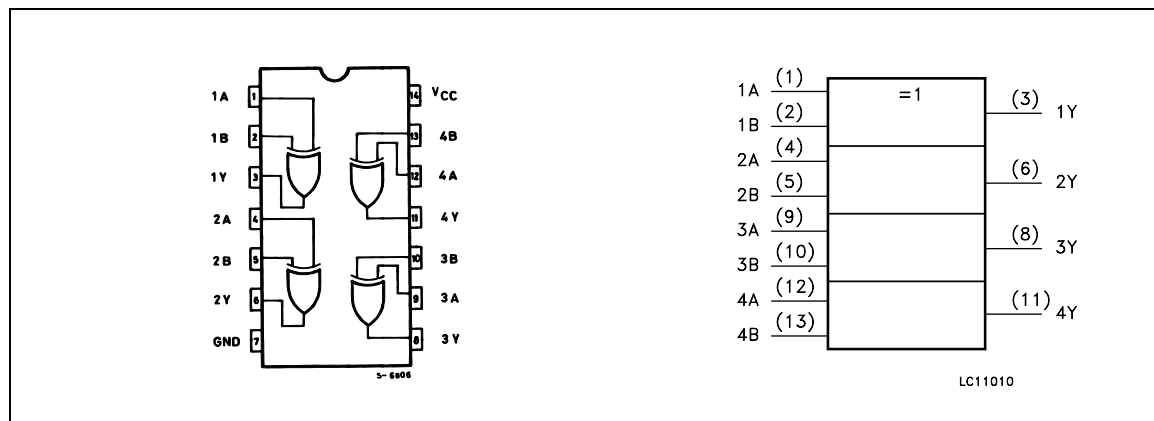 1A 1 14 VCC
1B 2 13 4B
1Y 3 12 4A
2A 4 11 4Y
2B 5 10 3B
2Y 6 9 3A
GND 7 8 3Y
S-6806
=1
1A (1)
1B (2)
(3) 1Y
2A (4)
2B (5)
(6) 2Y
3A (9)
3B (10)
(8) 3Y
4A (12)
4B (13)
(11) 4Y
LC11010